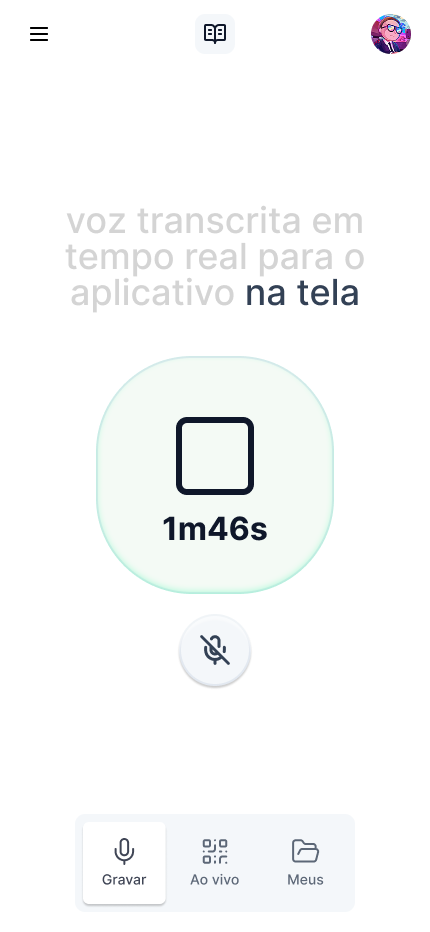 voz transcrita em
tempo real para o
aplicativo na tela
1m46s
Gravar
Ao vivo
Meus